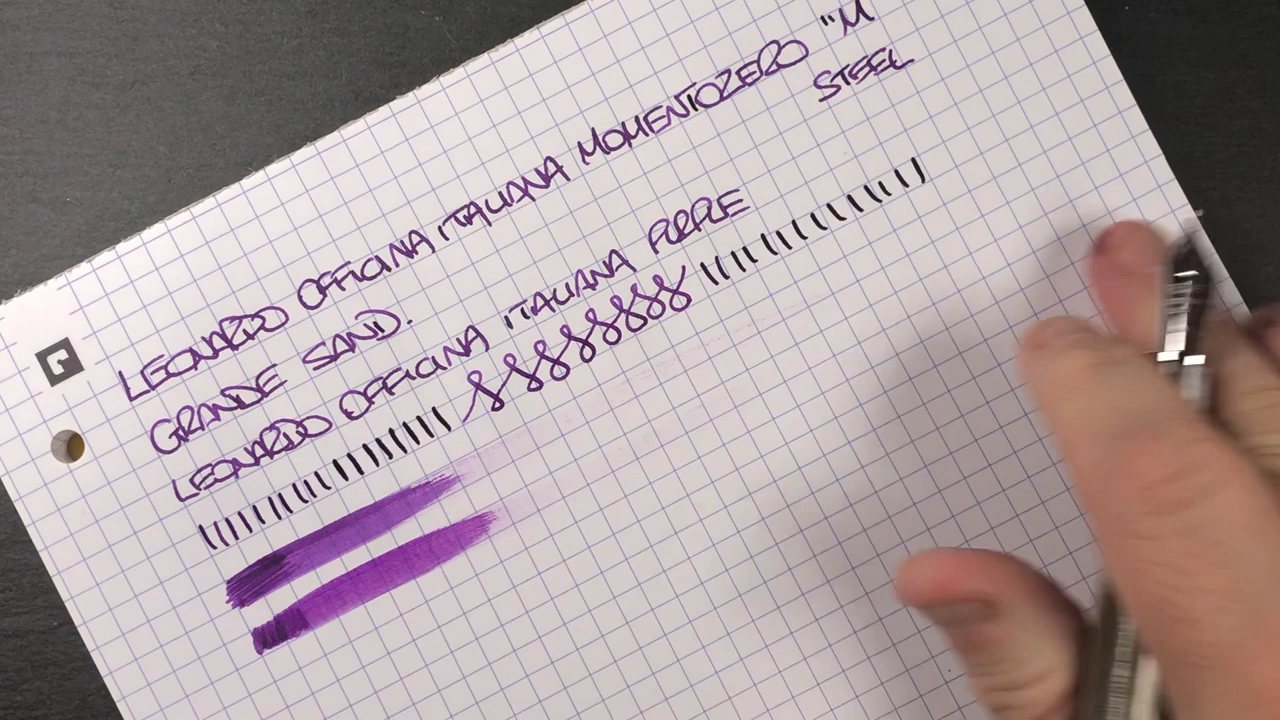 LEONARDO OFFICINA ITALIANA MOMENTOZERO "M
STEEL
GRANDE SAND.
LEONARDO OFFICINA ITALIANA PURPLE